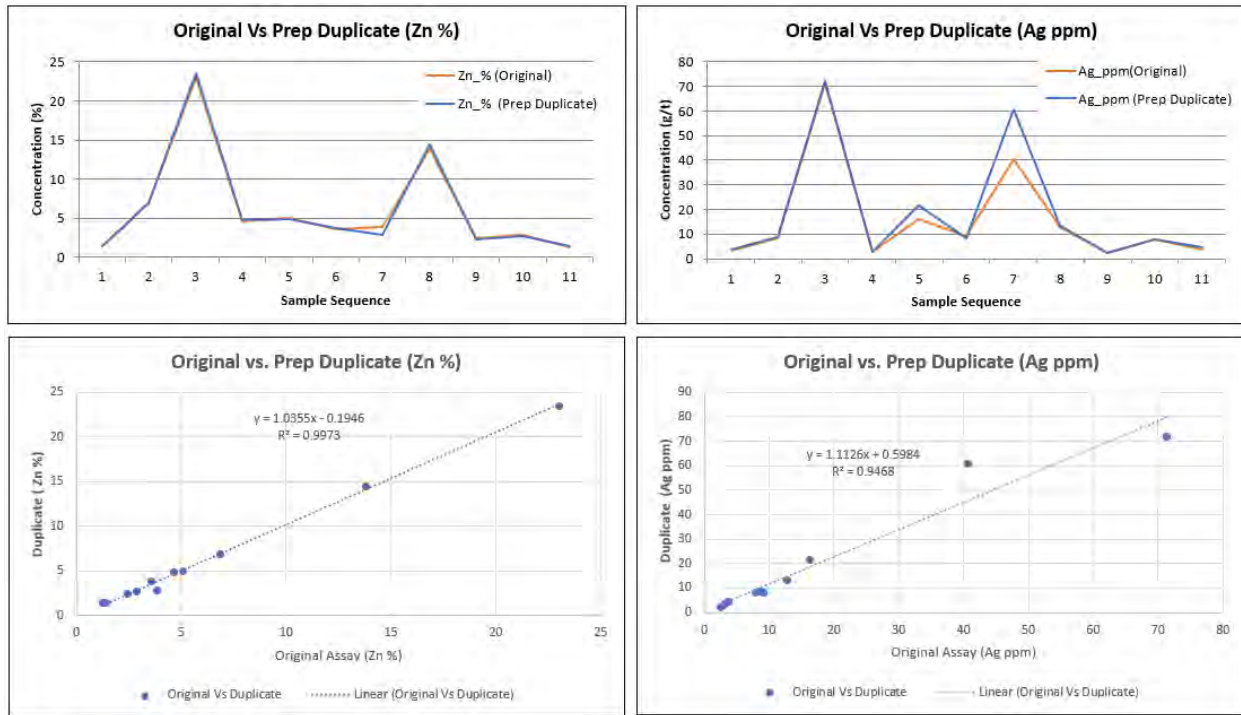 Original Vs Prep Duplicate (Zn %)
25
20
15
10
5
0
Concentration (%)
Zn_% (Original)
Zn_% (Prep Duplicate)
1 2 3 4 5 6 7 8 9 10 11
Sample Sequence
Original Vs Prep Duplicate (Ag ppm)
80
70
60
50
40
30
20
10
0
Concentration (g/t)
Ag_ppm(Original)
Ag_ppm (Prep Duplicate)
1 2 3 4 5 6 7 8 9 10 11
Sample Sequence
Original vs. Prep Duplicate (Zn %)
25
20
15
10
5
0
Duplicate ( Zn %)
y = 1.0355x - 0.1946
R² = 0.9973
0 5 10 15 20 25
Original Assay (Zn %)
Original Vs Duplicate
Linear (Original Vs Duplicate)
Original vs. Prep Duplicate (Ag ppm)
90
80
70
60
50
40
30
20
10
0
Duplicate (Ag ppm)
y = 1.1126x + 0.5984
R² = 0.9468
0 10 20 30 40 50 60 70 80
Original Assay (Ag ppm)
Original Vs Duplicate
Linear (Original Vs Duplicate)